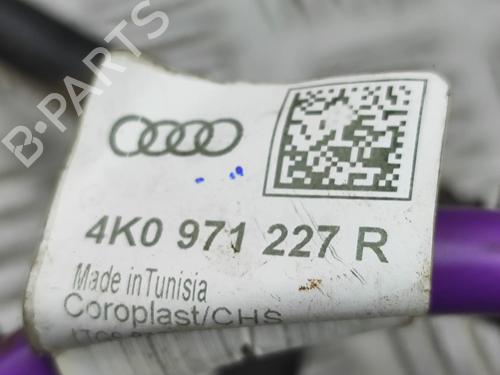 B-PARTS
4K0 971 227 R
Made in Tunisia
Coroplast/CHS